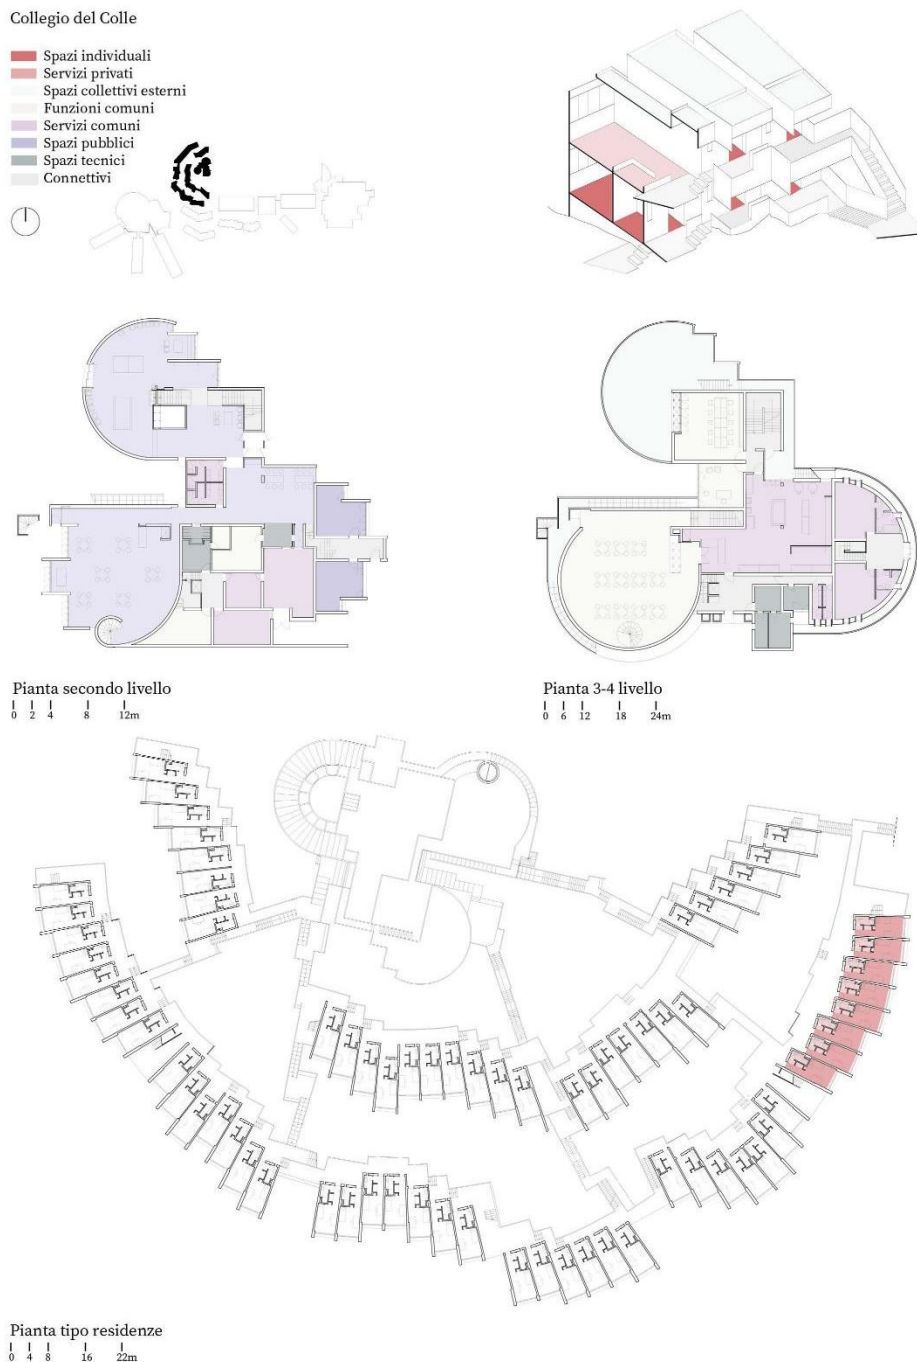 Collegio del Colle
Spazi individuali
Servizi privati
Spazi collettivi esterni
Funzioni comuni
Servizi comuni
Spazi pubblici
Spazi tecnici
Connettivi
Pianta secondo livello
0 2 4 8 12m
Pianta 3-4 livello
0 6 12 18 24m
Pianta tipo residenze
0 4 8 16 22m